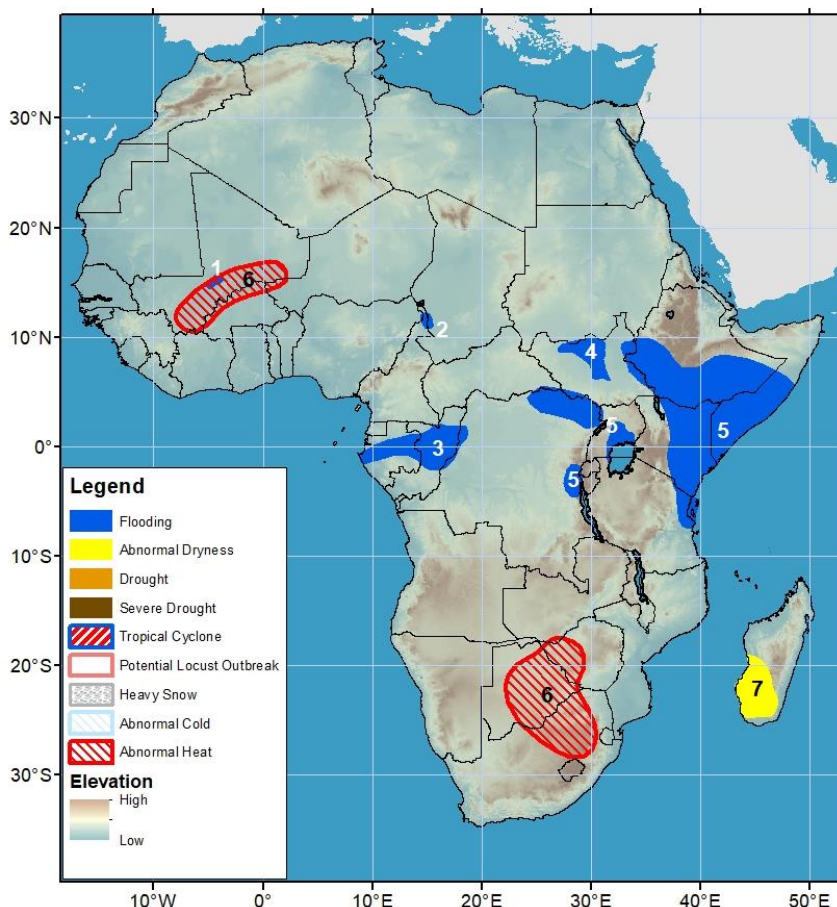 30°N
20°N
10°N
0°
10°S
20°S
30°S
1
6
2
4
5
5
3
5
6
7
Legend
Flooding
Abnormal Dryness
Drought
Severe Drought
Tropical Cyclone
Potential Locust Outbreak
Heavy Snow
Abnormal Cold
Abnormal Heat
Elevation
High
Low
10°W 0° 10°E 20°E 30°E 40°E 50°E